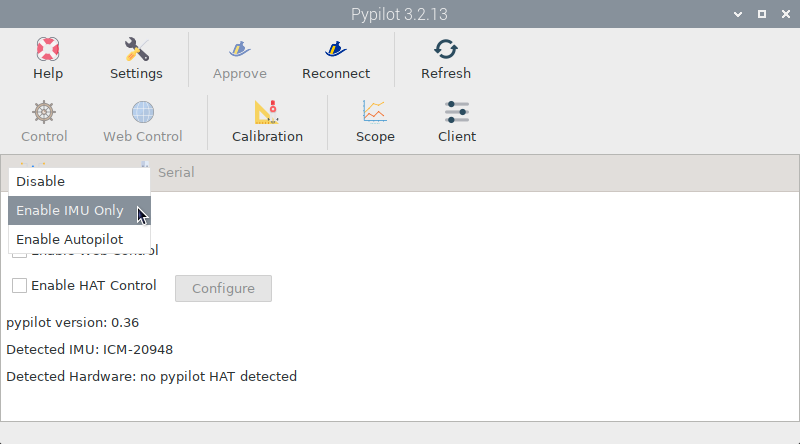 Pypilot 3.2.13
Help Settings Approve Reconnect Refresh
Control Web Control Calibration Scope Client
Serial
Disable
Enable IMU Only
Enable Autopilot
Enable Web Control
Enable HAT Control Configure
pypilot version: 0.36
Detected IMU: ICM-20948
Detected Hardware: no pypilot HAT detected